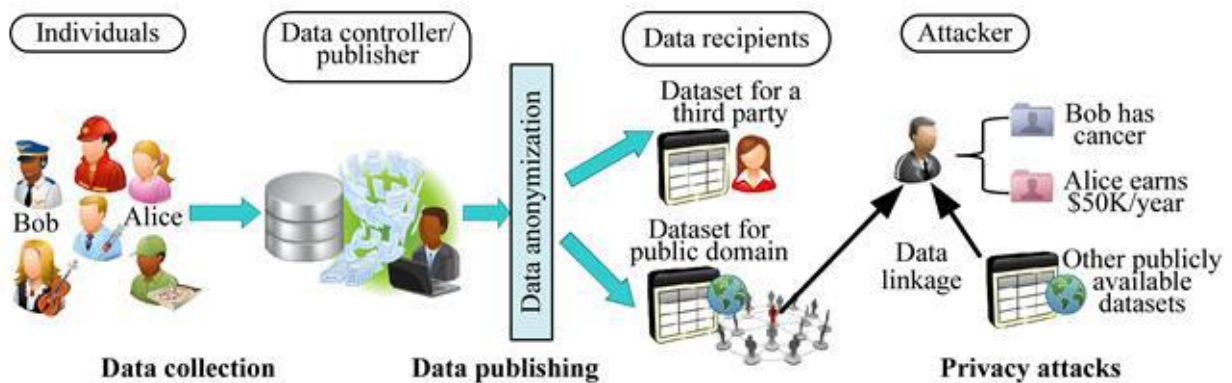 Individuals
Data controller/
publisher
Data recipients
Attacker
Bob
Alice
Data anonymization
Dataset for a
third party
Dataset for
public domain
Bob has
cancer
Alice earns
$50K/year
Data
linkage
Other publicly
available
datasets
Data collection
Data publishing
Privacy attacks